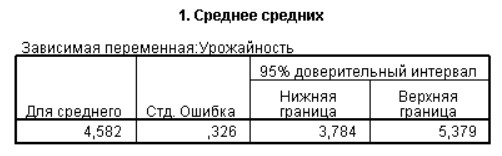 1. Среднее средних
Зависимая переменная:Урожайность
95% доверительный интервал
Для среднего Стд. Ошибка Нижняя граница Верхняя граница
4,582 ,326 3,784 5,379